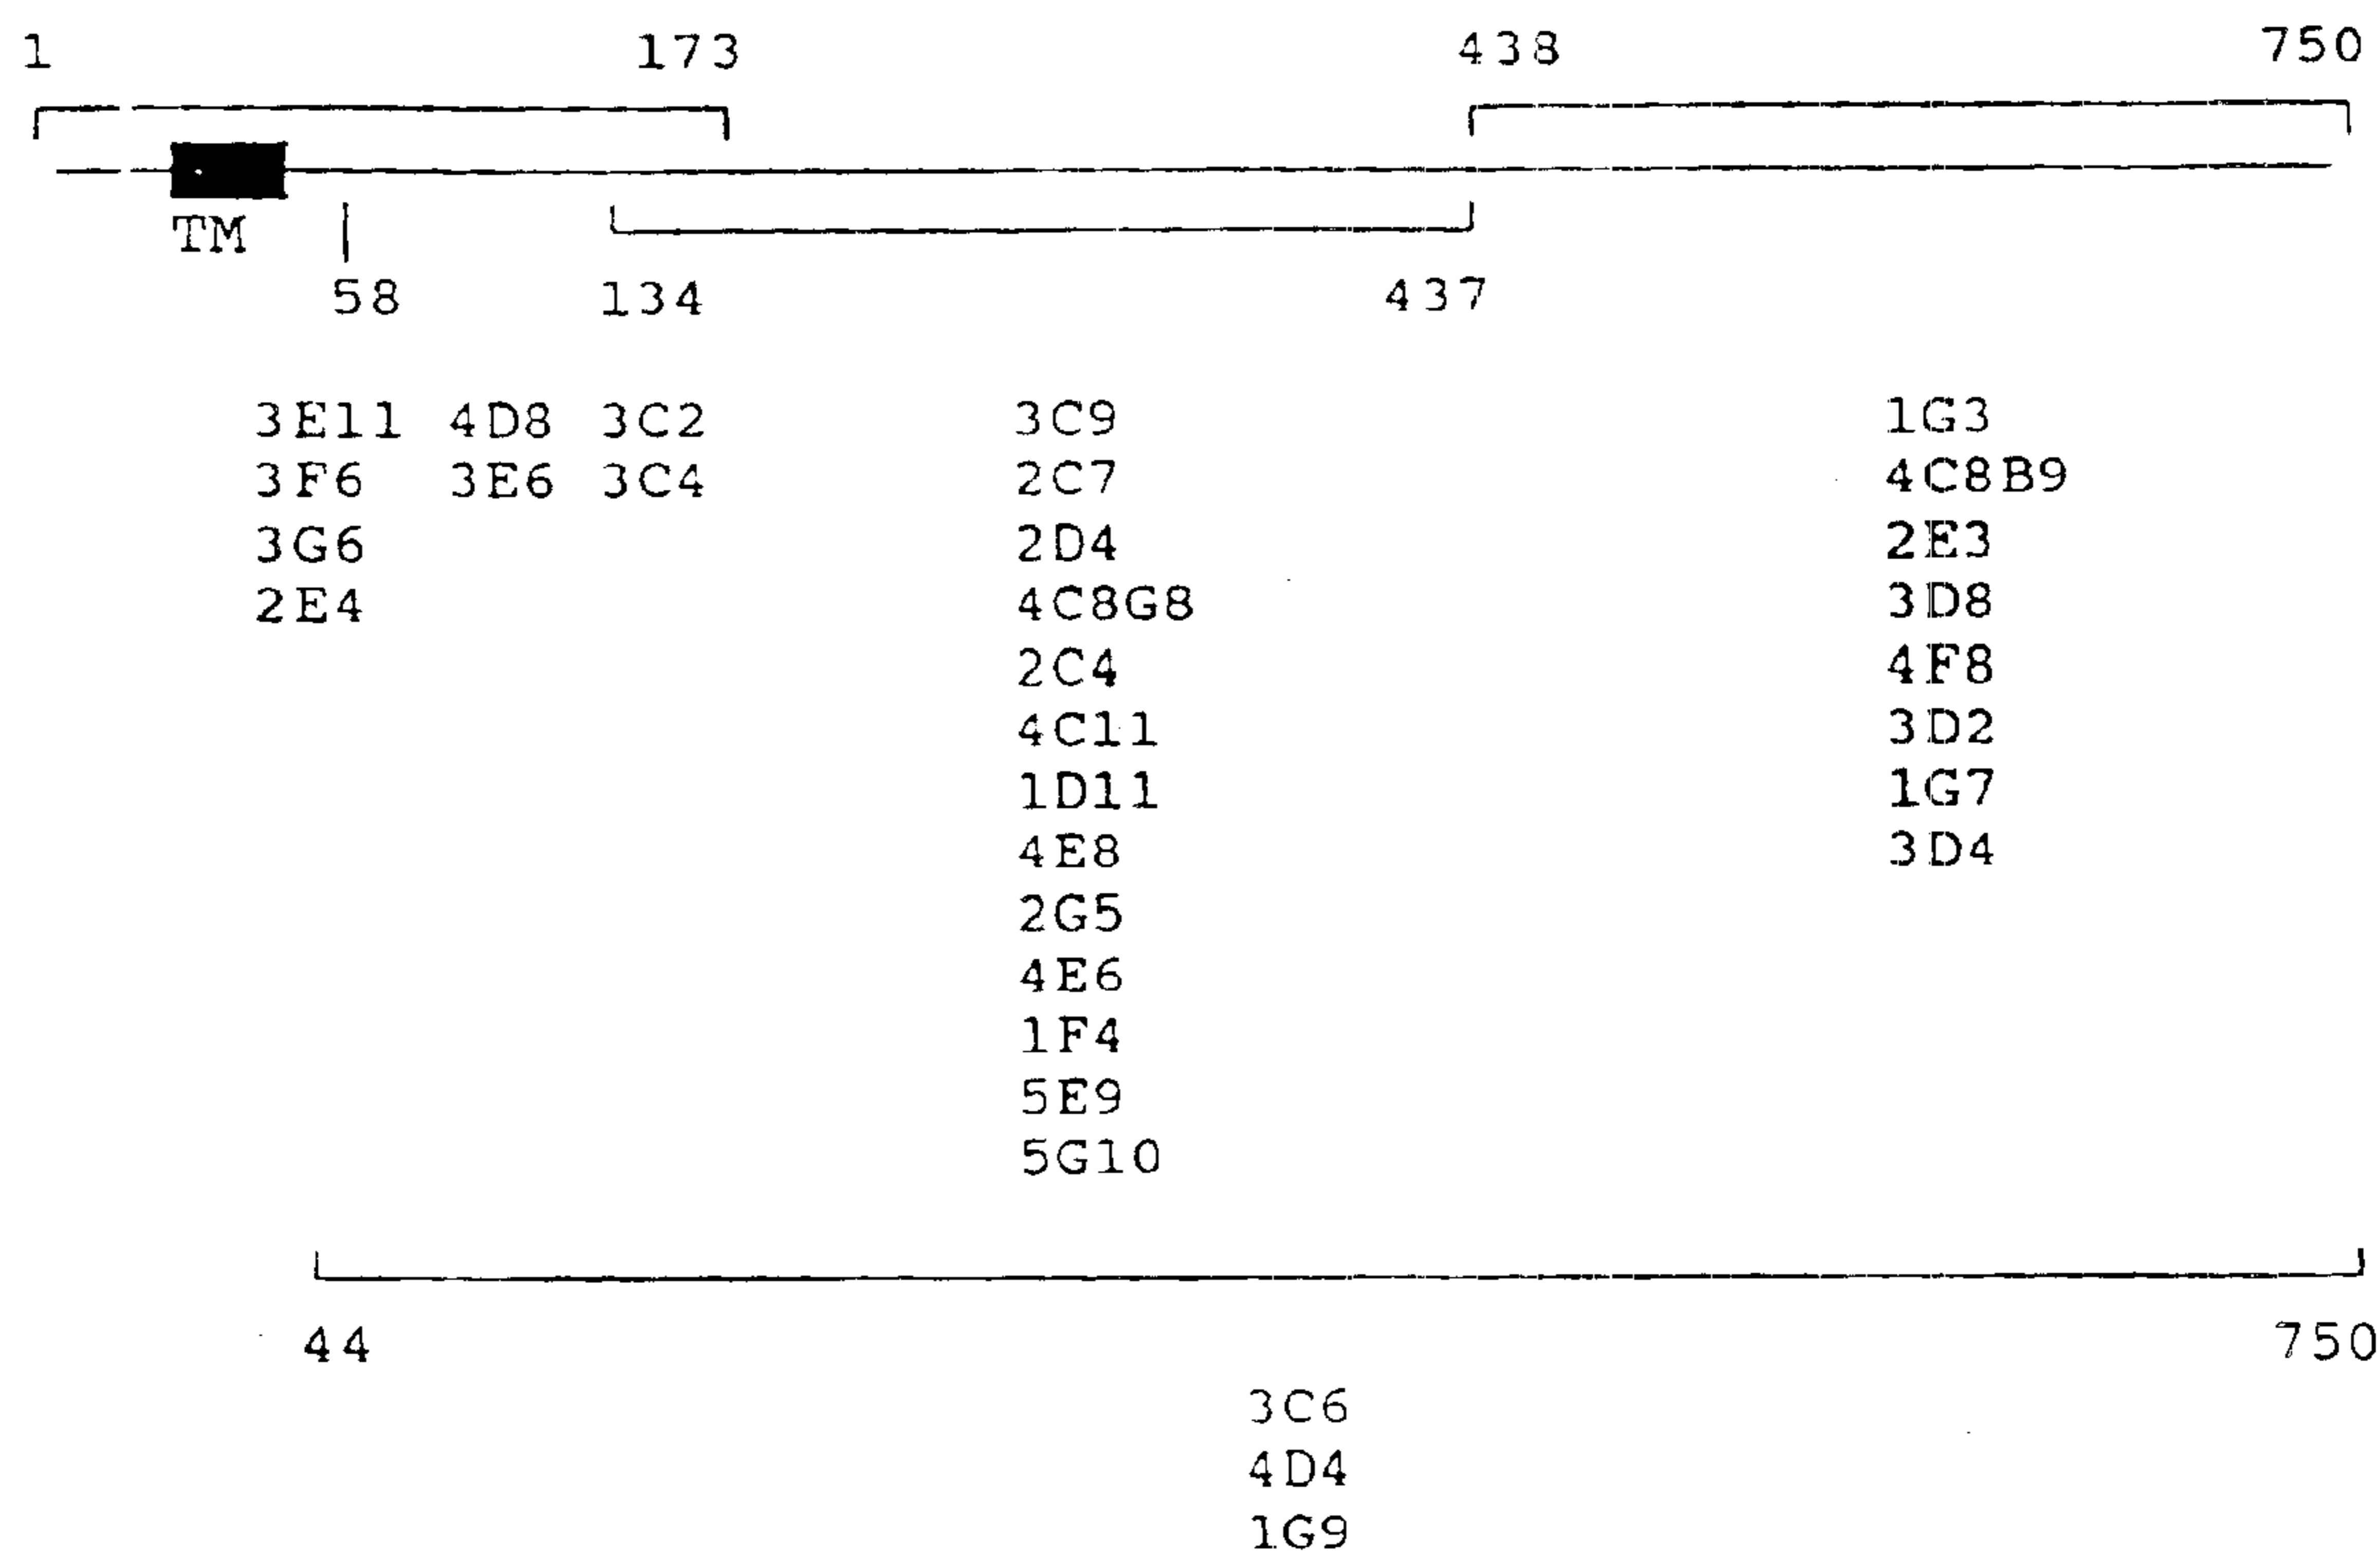 1 173 438 750
TM
58 134 437
3E11 4D8 3C2 3C9 1G3
3F6 3E6 3C4 2C7 4C8B9
3G6 2D4 2E3
2E4 4C8G8 3D8
2C4 4F8
4C11 3D2
1D11 1G7
4E8 3D4
2G5
4E6
1F4
5E9
5G10
44 750
3C6
4D4
1G9